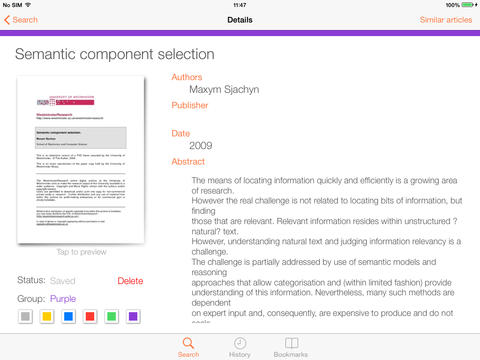 No SIM
11:47
100%
Search
Details
Similar articles
Semantic component selection
UNIVERSITY OF WESTMINSTER
WestminsterResearch
http://www.westminster.ac.uk/westminsterresearch
Semantic component selection
Maxym Sjachyn
School of Electronics and Computer Science
Tap to preview
Status: Saved
Delete
Group: Purple
Authors
Maxym Sjachyn
Publisher
Date
2009
Abstract
The means of locating information quickly and efficiently is a growing area
of research.
However the real challenge is not related to locating bits of information, but
finding
those that are relevant. Relevant information resides within unstructured ?
natural? text.
However, understanding natural text and judging information relevancy is a
challenge.
The challenge is partially addressed by use of semantic models and
reasoning
approaches that allow categorisation and (within limited fashion) provide
understanding of this information. Nevertheless, many such methods are
dependent
on expert input and, consequently, are expensive to produce and do not
scale
Search
History
Bookmarks